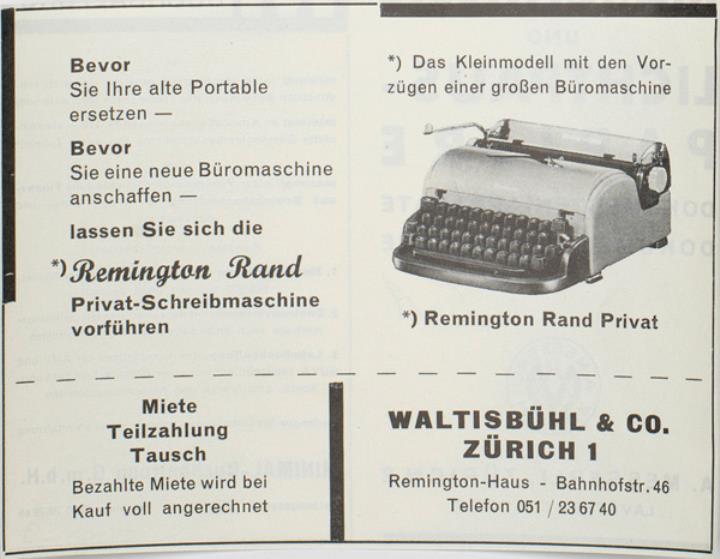 Bevor
Sie Ihre alte Portable
ersetzen —
Bevor
Sie eine neue Büromaschine
anschaffen —
lassen Sie sich die
*) Remington Rand
Privat-Schreibmaschine
vorführen
*) Das Kleinmodell mit den Vor-
zügen einer großen Büromaschine
*) Remington Rand Privat
Miete
Teilzahlung
Tausch
Bezahlte Miete wird bei
Kauf voll angerechnet
WALTISBÜHL & CO.
ZÜRICH 1
Remington-Haus - Bahnhofstr. 46
Telefon 051 / 23 67 40